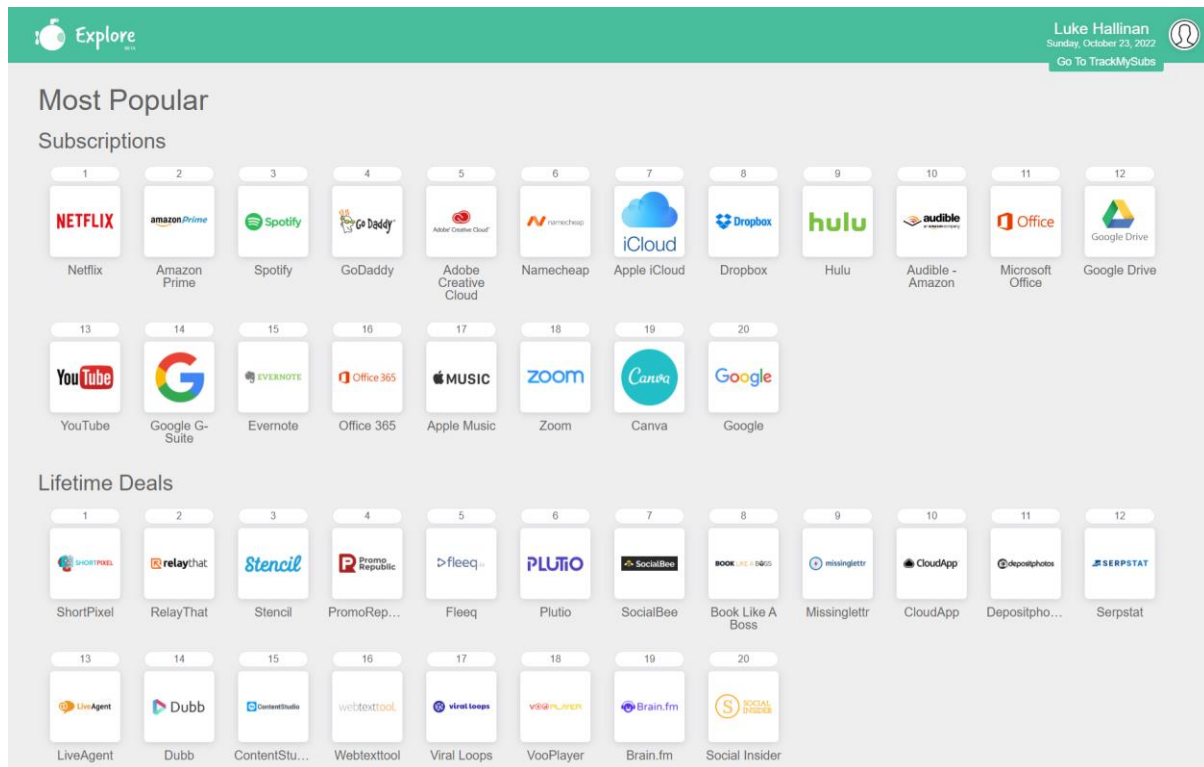 Explore
BETA
Luke Hallinan
Sunday, October 23, 2022
Go To TrackMySubs
Most Popular
Subscriptions
1 2 3 4 5 6 7 8 9 10 11 12
NETFLIX amazon Prime Spotify Go Daddy Adobe Creative Cloud namecheap iCloud Dropbox hulu audible an amazon company Office Google Drive
Netflix Amazon Prime Spotify GoDaddy Adobe Creative Cloud Namecheap Apple iCloud Dropbox Hulu Audible - Amazon Microsoft Office Google Drive
13 14 15 16 17 18 19 20
YouTube G EVERNOTE Office 365 MUSIC zoom Canva Google
YouTube Google G-Suite Evernote Office 365 Apple Music Zoom Canva Google
Lifetime Deals
1 2 3 4 5 6 7 8 9 10 11 12
SHORTPIXEL relaythat Stencil Promo Republic fleeq PLUTIO SocialBee BOOK LIKE A BOSS missinglettr CloudApp depositphotos SERPSTAT
ShortPixel RelayThat Stencil PromoRep... Fleeq Plutio SocialBee Book Like A Boss Missinglettr CloudApp Depositpho... Serpstat
13 14 15 16 17 18 19 20
LiveAgent Dubb ContentStudio webtexttool viral loops VOOPLAYER Brain.fm S SOCIAL INSIDER
LiveAgent Dubb ContentStu... Webtexttool Viral Loops VooPlayer Brain.fm Social Insider